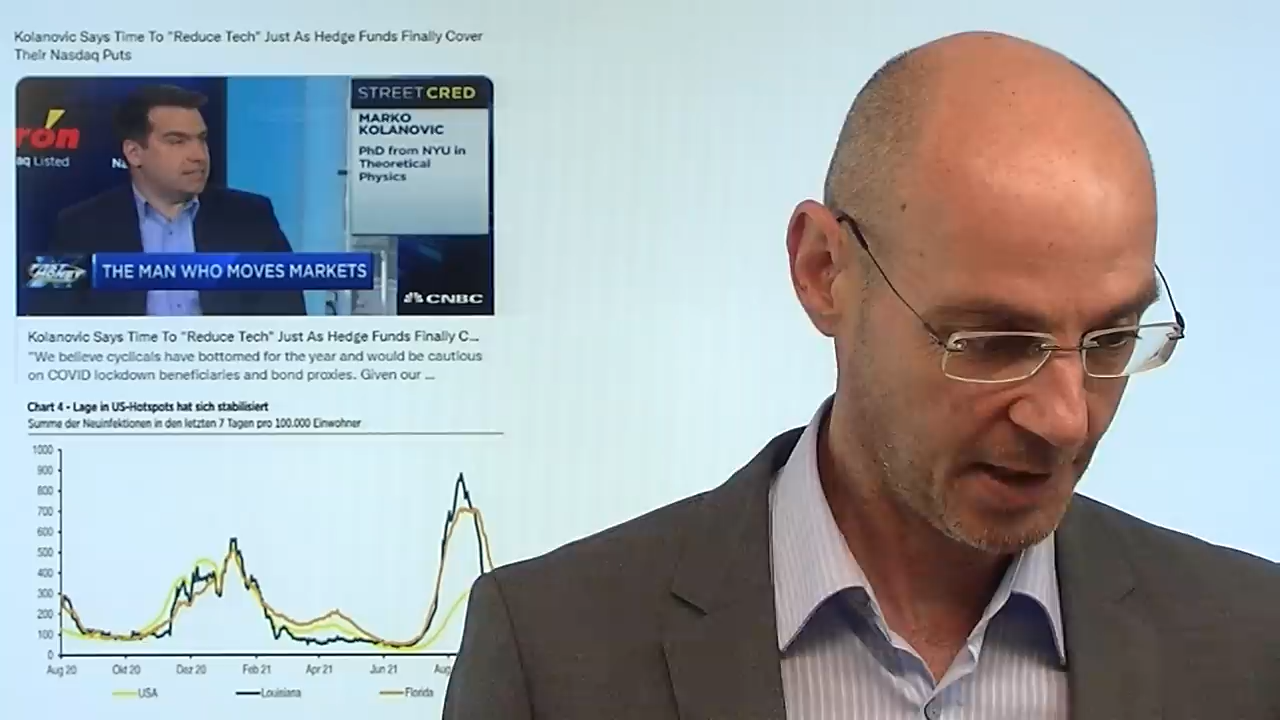 Kolanovic Says Time To "Reduce Tech" Just As Hedge Funds Finally Cover
Their Nasdaq Puts
STREETCRED
MARKO
KOLANOVIC
PhD from NYU in
Theoretical
Physics
rón
aq Listed
Na
FAST MONEY
THE MAN WHO MOVES MARKETS
CNBC
Kolanovic Says Time To "Reduce Tech" Just As Hedge Funds Finally C...
"We believe cyclicals have bottomed for the year and would be cautious
on COVID lockdown beneficiaries and bond proxies. Given our ...
Chart 4 - Lage in US-Hotspots hat sich stabilisiert
Summe der Neuinfektionen in den letzten 7 Tagen pro 100.000 Einwohner
1000
900
800
700
600
500
400
300
200
100
0
Aug 20 Okt 20 Dez 20 Feb 21 Apr 21 Jun 21 Aug
USA Louisiana Florida